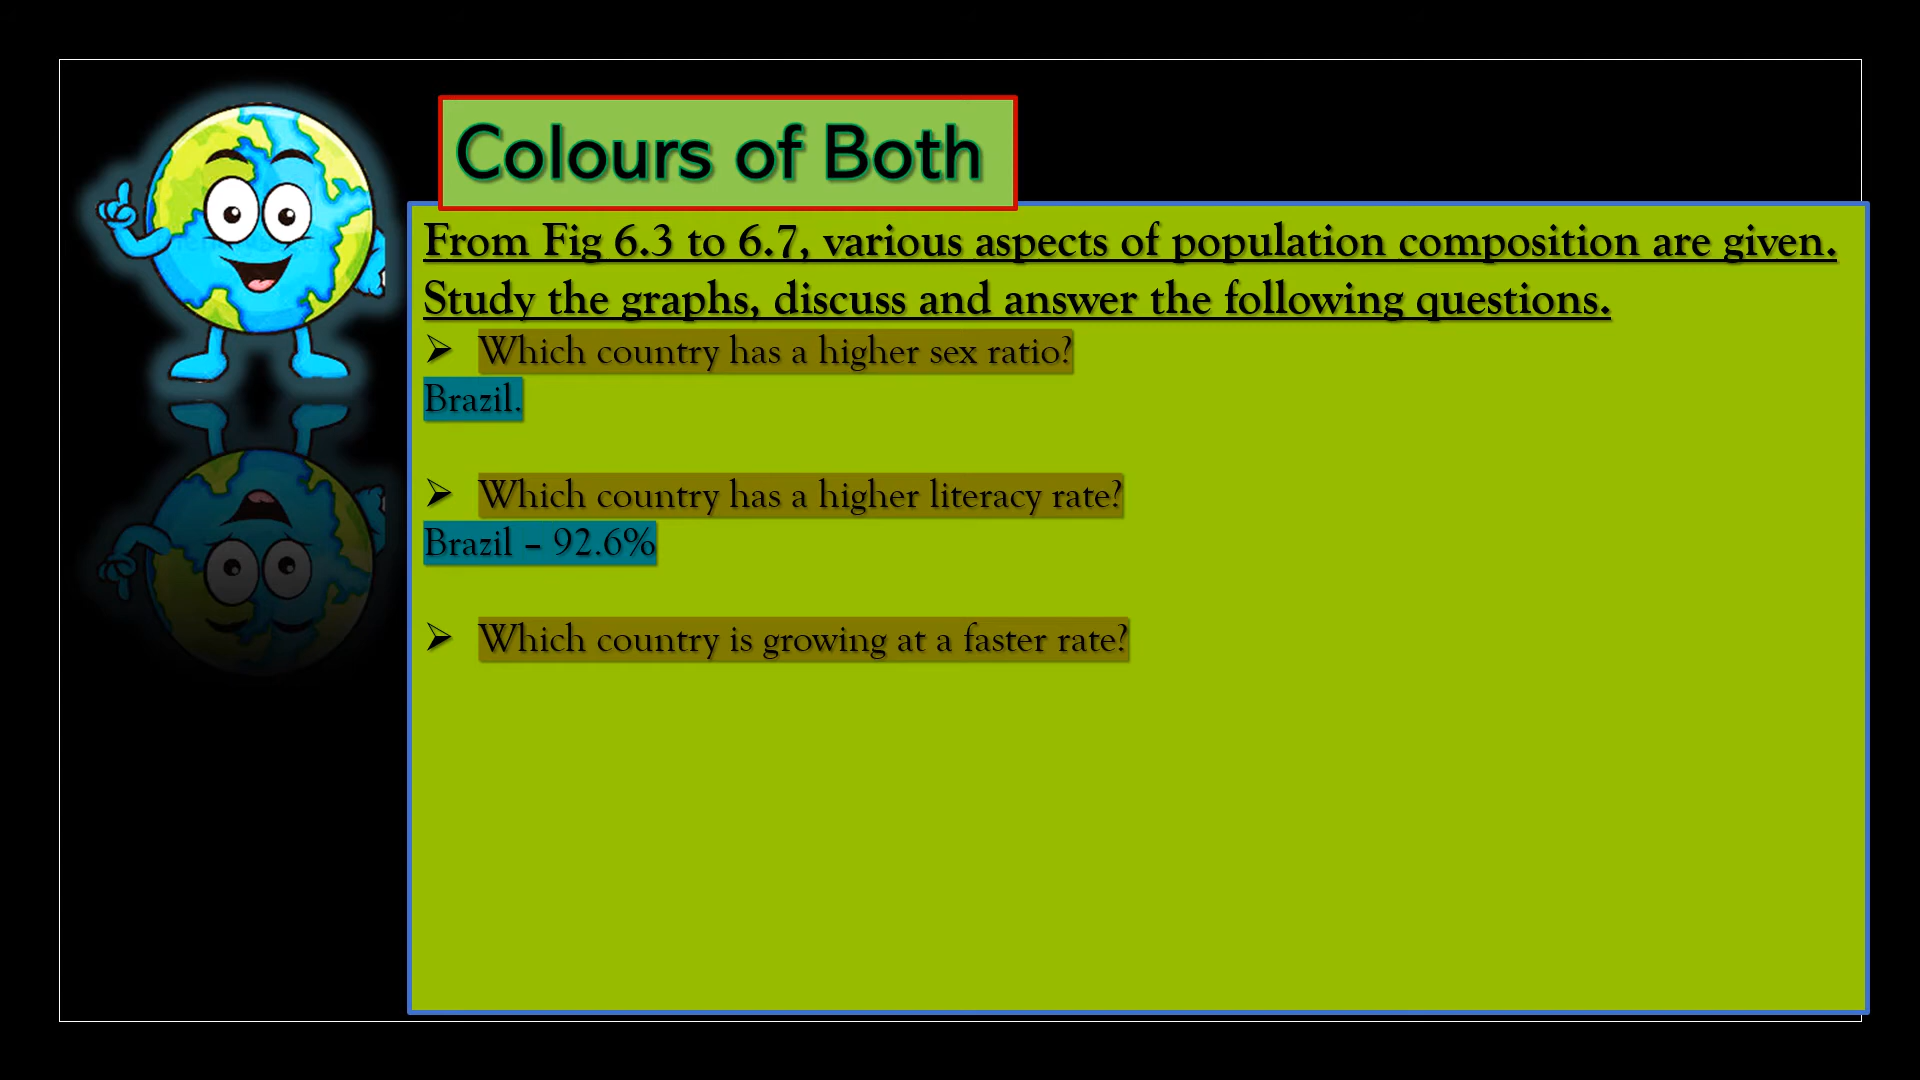 Colours of Both
From Fig 6.3 to 6.7, various aspects of population composition are given.
Study the graphs, discuss and answer the following questions.
➢ Which country has a higher sex ratio?
Brazil.
➢ Which country has a higher literacy rate?
Brazil – 92.6%
➢ Which country is growing at a faster rate?